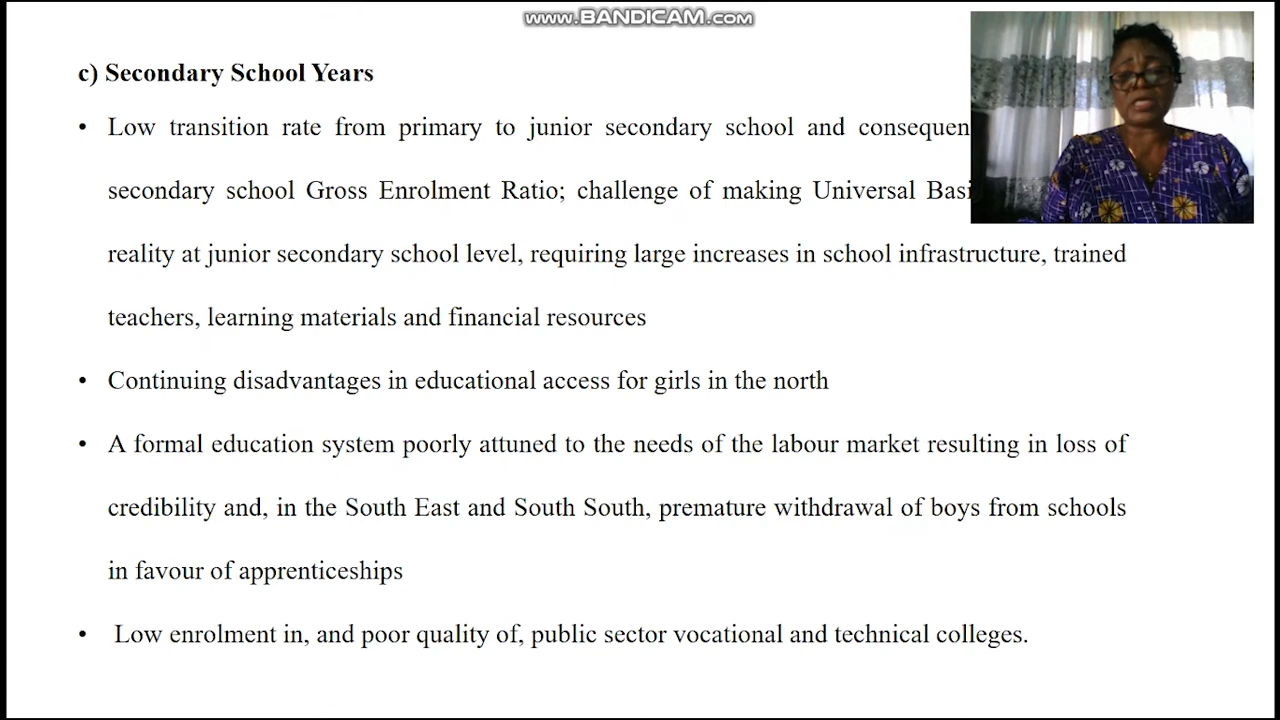 www.BANDICAM.com
c) Secondary School Years
• Low transition rate from primary to junior secondary school and
secondary school Gross Enrolment Ratio; challenge of making Universal
reality at junior secondary school level, requiring large increases in school infrastructure, trained
teachers, learning materials and financial resources
• Continuing disadvantages in educational access for girls in the north
• A formal education system poorly attuned to the needs of the labour market resulting in loss of
credibility and, in the South East and South South, premature withdrawal of boys from schools
in favour of apprenticeships
• Low enrolment in, and poor quality of, public sector vocational and technical colleges.